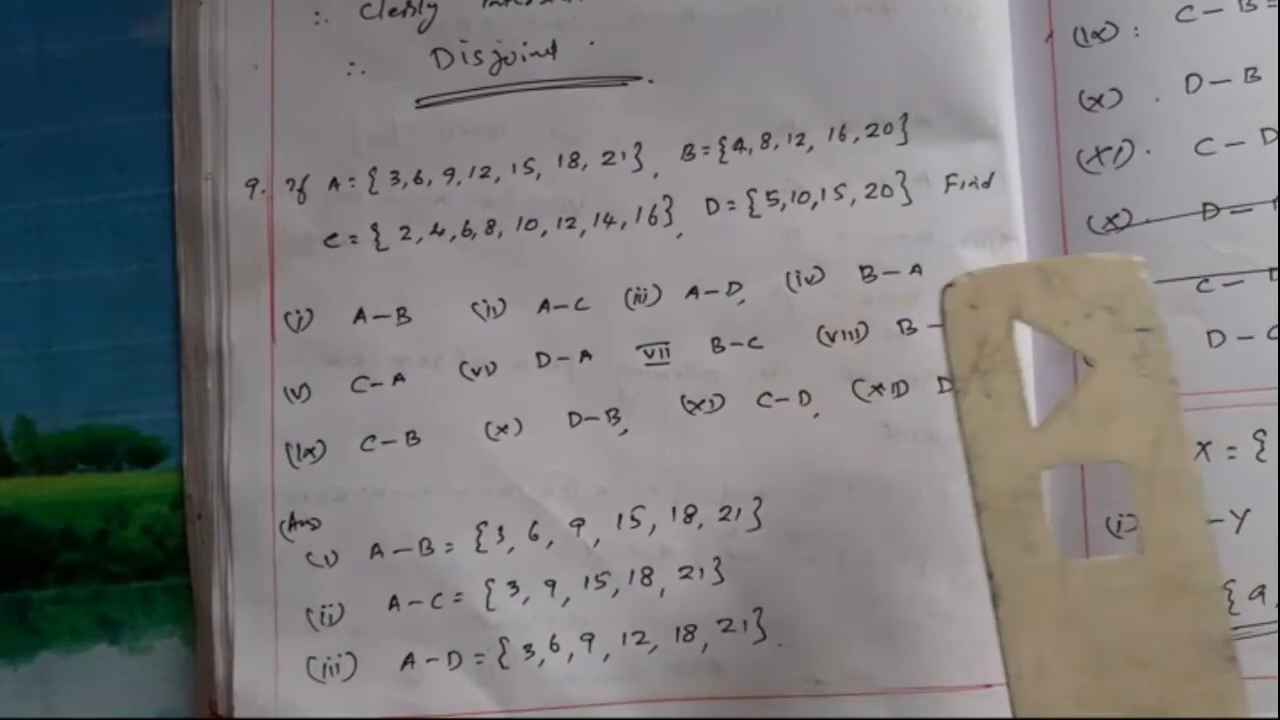 ∴ Clearly
∴ Disjoint.
9. If A = { 3, 6, 9, 12, 15, 18, 21 }, B = {4, 8, 12, 16, 20}
C = { 2, 4, 6, 8, 10, 12, 14, 16 }, D = {5, 10, 15, 20} Find
(i) A-B (ii) A-C (iii) A-D, (iv) B-A
(v) C-A (vi) D-A VII B-C (VIII) B-
(ix) C-B (x) D-B, (XI) C-D, (XII) D
(Ans)
(i) A-B = {3, 6, 9, 15, 18, 21}
(ii) A-C = {3, 9, 15, 18, 21}
(iii) A-D = {3, 6, 9, 12, 18, 21}.
(ix): C-B =
(x). D-B
(XI). C-D
(x). D-
C-D
D-C
X = {
(i) -Y
{a,